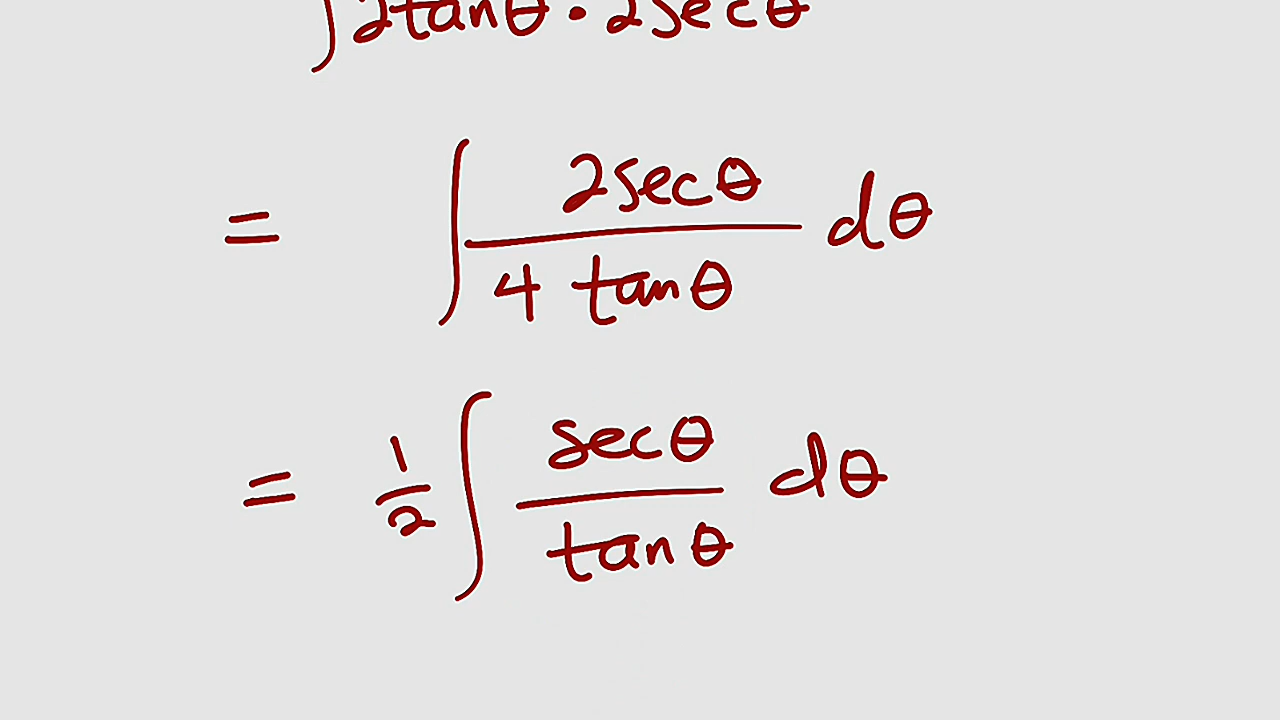 ∫ 2tanθ · 2secθ
= ∫ 2secθ / 4 tanθ dθ
= 1/2 ∫ secθ / tanθ dθ